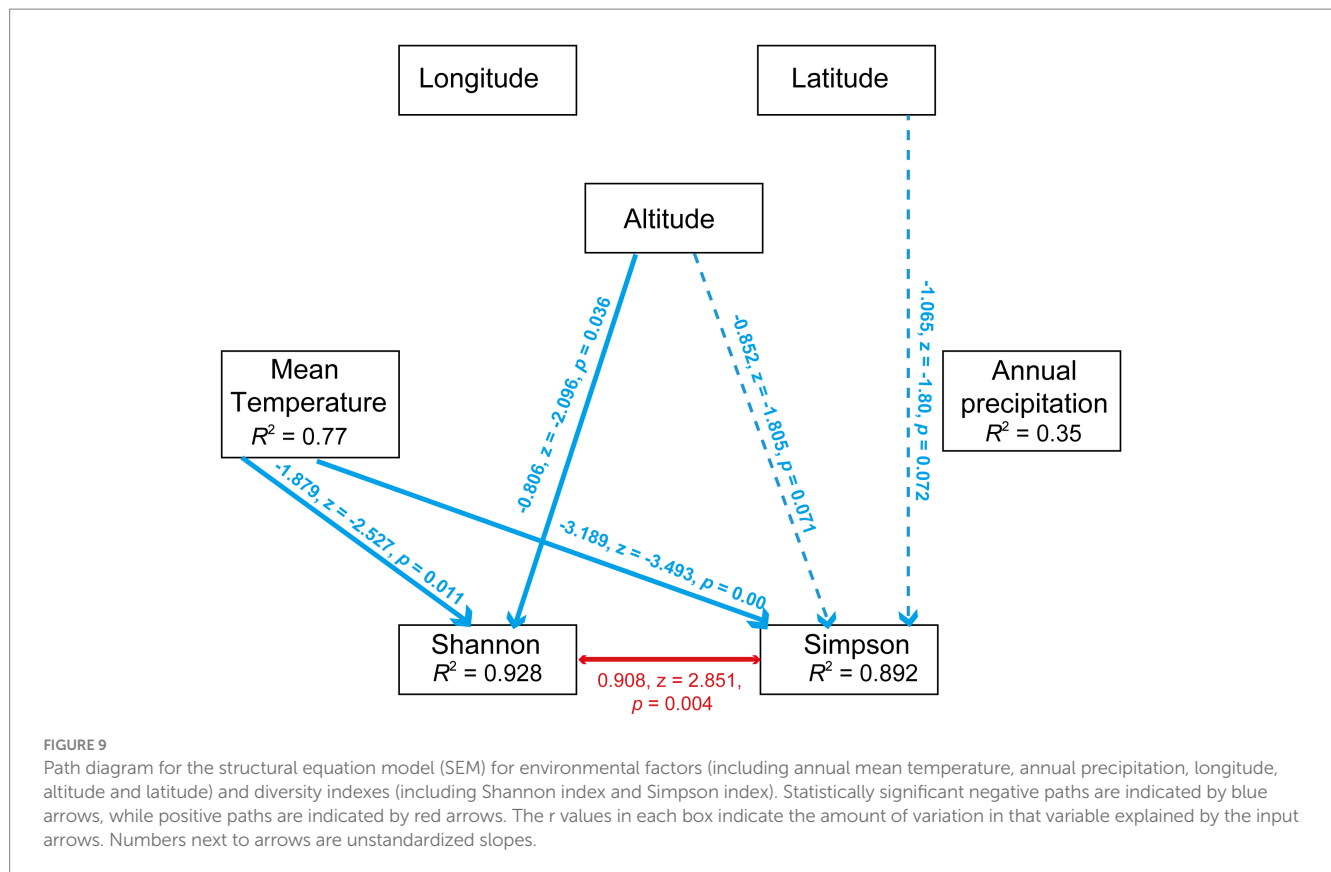 Longitude
Latitude
Altitude
-0.806, z = -2.096, p = 0.036
-0.852, z = -1.805, p = 0.071
-1.065, z = -1.80, p = 0.072
Mean
Temperature
R² = 0.77
Annual
precipitation
R² = 0.35
-1.879, z = -2.527, p = 0.011
-3.189, z = -3.493, p = 0.00
Shannon
R² = 0.928
Simpson
R² = 0.892
0.908, z = 2.851,
p = 0.004
FIGURE 9
Path diagram for the structural equation model (SEM) for environmental factors (including annual mean temperature, annual precipitation, longitude,
altitude and latitude) and diversity indexes (including Shannon index and Simpson index). Statistically significant negative paths are indicated by blue
arrows, while positive paths are indicated by red arrows. The r values in each box indicate the amount of variation in that variable explained by the input
arrows. Numbers next to arrows are unstandardized slopes.